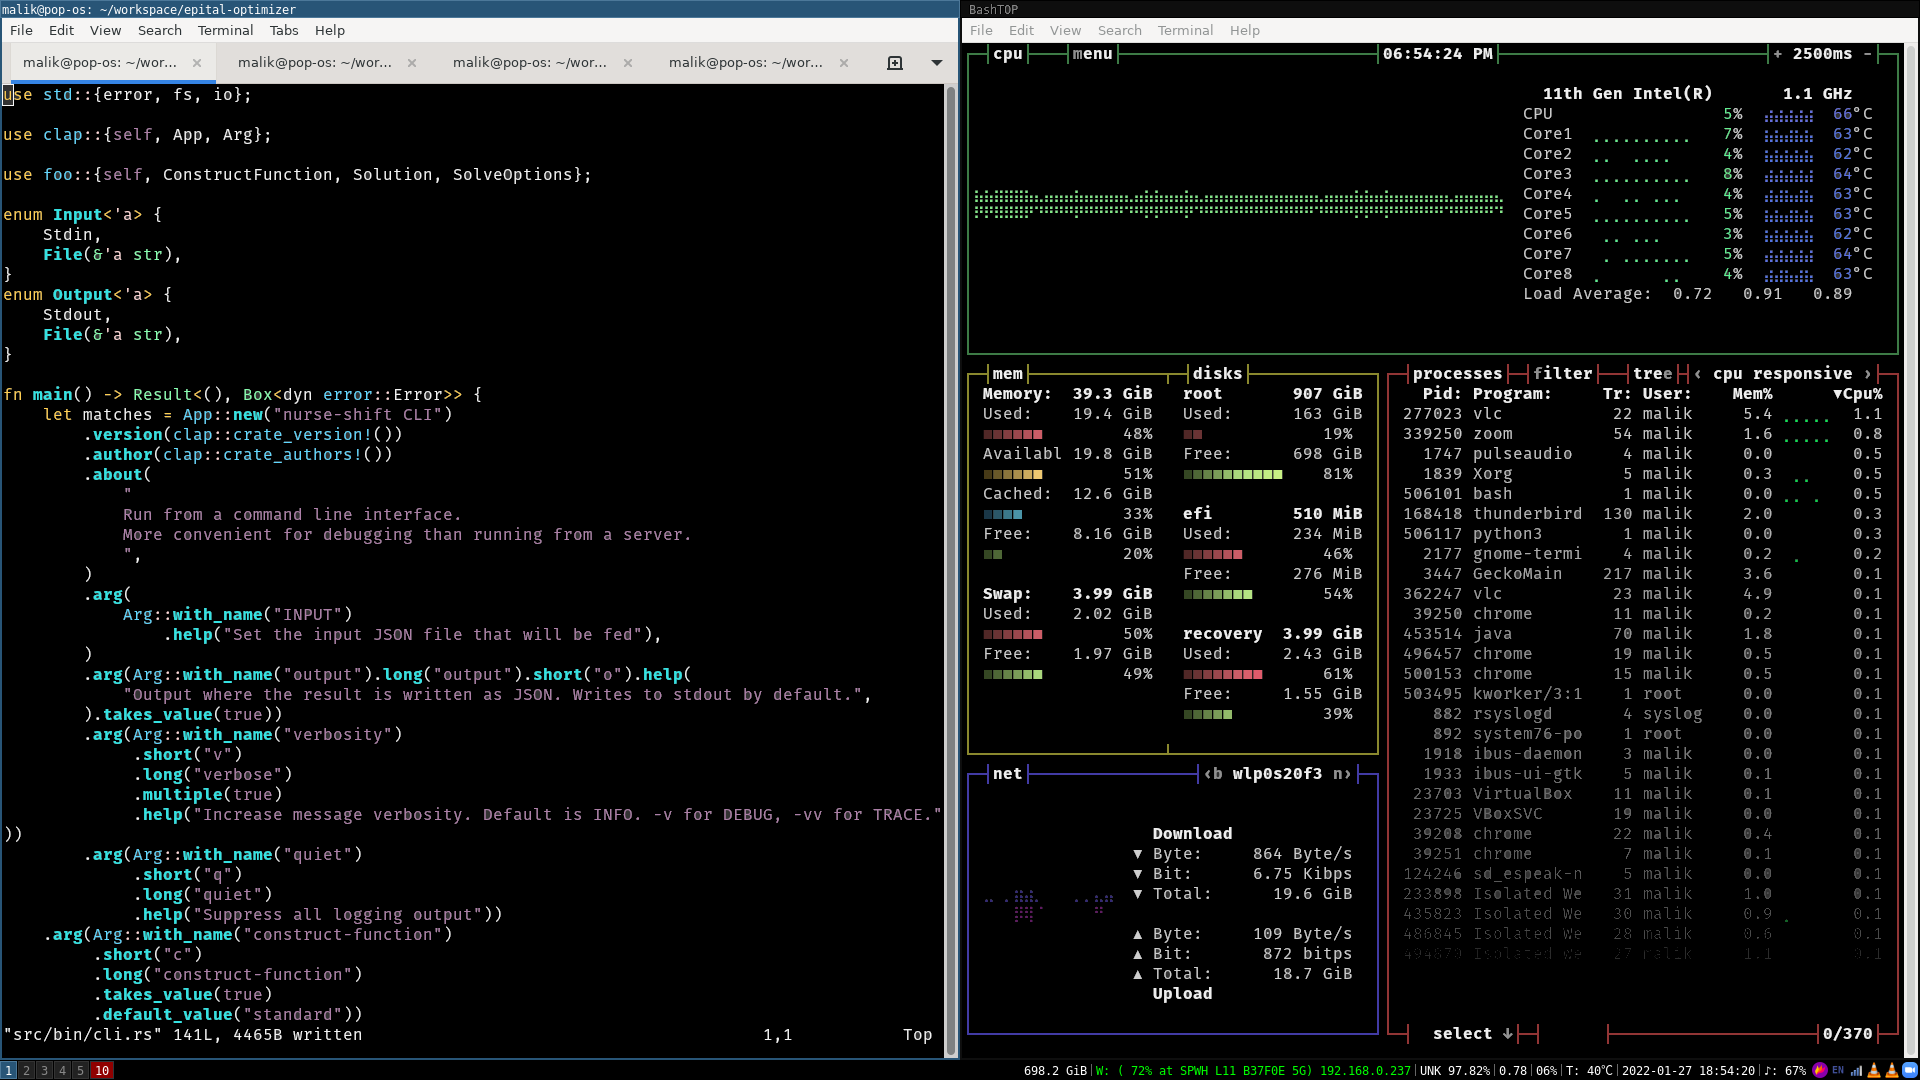 malik@pop-os: ~/workspace/epital-optimizer
File Edit View Search Terminal Tabs Help
malik@pop-os: ~/wor... × malik@pop-os: ~/wor... × malik@pop-os: ~/wor... × malik@pop-os: ~/wor... ×
use std::{error, fs, io};
use clap::{self, App, Arg};
use foo::{self, ConstructFunction, Solution, SolveOptions};
enum Input<'a> {
    Stdin,
    File(&'a str),
}
enum Output<'a> {
    Stdout,
    File(&'a str),
}
fn main() -> Result<(), Box<dyn error::Error>> {
    let matches = App::new("nurse-shift CLI")
        .version(clap::crate_version!())
        .author(clap::crate_authors!())
        .about(
            "
            Run from a command line interface.
            More convenient for debugging than running from a server.
            ",
        )
        .arg(
            Arg::with_name("INPUT")
                .help("Set the input JSON file that will be fed"),
        )
        .arg(Arg::with_name("output").long("output").short("o").help(
            "Output where the result is written as JSON. Writes to stdout by default.",
        ).takes_value(true))
        .arg(Arg::with_name("verbosity")
             .short("v")
             .long("verbose")
             .multiple(true)
             .help("Increase message verbosity. Default is INFO. -v for DEBUG, -vv for TRACE."
))
        .arg(Arg::with_name("quiet")
             .short("q")
             .long("quiet")
             .help("Suppress all logging output"))
    .arg(Arg::with_name("construct-function")
         .short("c")
         .long("construct-function")
         .takes_value(true)
         .default_value("standard"))
"src/bin/cli.rs" 141L, 4465B written 1,1 Top
BashTOP
File Edit View Search Terminal Help
cpu menu 06:54:24 PM + 2500ms -
11th Gen Intel(R) 1.1 GHz
CPU 5% 66°C
Core1 7% 63°C
Core2 4% 62°C
Core3 8% 64°C
Core4 4% 63°C
Core5 5% 63°C
Core6 3% 62°C
Core7 5% 64°C
Core8 4% 63°C
Load Average: 0.72 0.91 0.89
mem
Memory: 39.3 GiB
Used: 19.4 GiB
48%
Availabl 19.8 GiB
51%
Cached: 12.6 GiB
33%
Free: 8.16 GiB
20%
Swap: 3.99 GiB
Used: 2.02 GiB
50%
Free: 1.97 GiB
49%
disks
root 907 GiB
Used: 163 GiB
19%
Free: 698 GiB
81%
efi 510 MiB
Used: 234 MiB
46%
Free: 276 MiB
54%
recovery 3.99 GiB
Used: 2.43 GiB
61%
Free: 1.55 GiB
39%
net ‹b wlp0s20f3 n›
Download
▼ Byte: 864 Byte/s
▼ Bit: 6.75 Kibps
▼ Total: 19.6 GiB
▲ Byte: 109 Byte/s
▲ Bit: 872 bitps
▲ Total: 18.7 GiB
Upload
processes filter tree ‹ cpu responsive ›
Pid: Program: Tr: User: Mem% ▼Cpu%
277023 vlc 22 malik 5.4 1.1
339250 zoom 54 malik 1.6 0.8
1747 pulseaudio 4 malik 0.0 0.5
1839 Xorg 5 malik 0.3 0.5
506101 bash 1 malik 0.0 0.5
168418 thunderbird 130 malik 2.0 0.3
506117 python3 1 malik 0.0 0.3
2177 gnome-termi 4 malik 0.2 0.2
3447 GeckoMain 217 malik 3.6 0.1
362247 vlc 23 malik 4.9 0.1
39250 chrome 11 malik 0.2 0.1
453514 java 70 malik 1.8 0.1
496457 chrome 19 malik 0.5 0.1
500153 chrome 15 malik 0.5 0.1
503495 kworker/3:1 1 root 0.0 0.1
882 rsyslogd 4 syslog 0.0 0.1
892 system76-po 1 root 0.0 0.1
1918 ibus-daemon 3 malik 0.0 0.1
1933 ibus-ui-gtk 5 malik 0.1 0.1
23703 VirtualBox 11 malik 0.1 0.1
23725 VBoxSVC 19 malik 0.0 0.1
39208 chrome 22 malik 0.4 0.1
39251 chrome 7 malik 0.1 0.1
124246 sd_espeak-n 5 malik 0.0 0.1
233898 Isolated We 31 malik 1.0 0.1
435823 Isolated We 30 malik 0.9 0.1
486845 Isolated We 28 malik 0.6 0.1
494670 Isolated We 27 malik 1.1 0.1
select ↓ 0/370
1 2 3 4 5 10
698.2 GiB|W: ( 72% at SPWH L11 B37F0E 5G) 192.168.0.237|UNK 97.82%|0.78|06%|T: 40℃|2022-01-27 18:54:20|♪: 67% EN